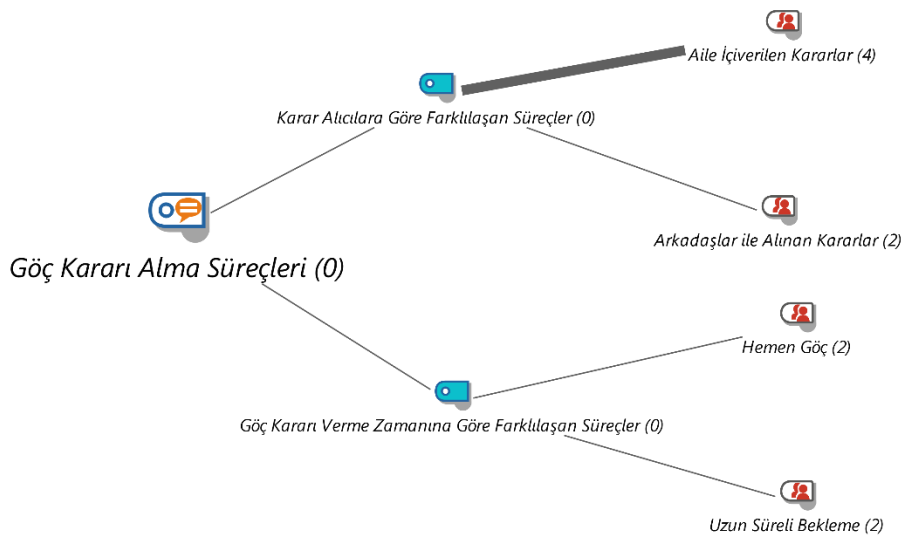 Aile İçiverilen Kararlar (4)
Karar Alıcılara Göre Farklılaşan Süreçler (0)
Arkadaşlar ile Alınan Kararlar (2)
Göç Kararı Alma Süreçleri (0)
Hemen Göç (2)
Göç Kararı Verme Zamanına Göre Farklılaşan Süreçler (0)
Uzun Süreli Bekleme (2)